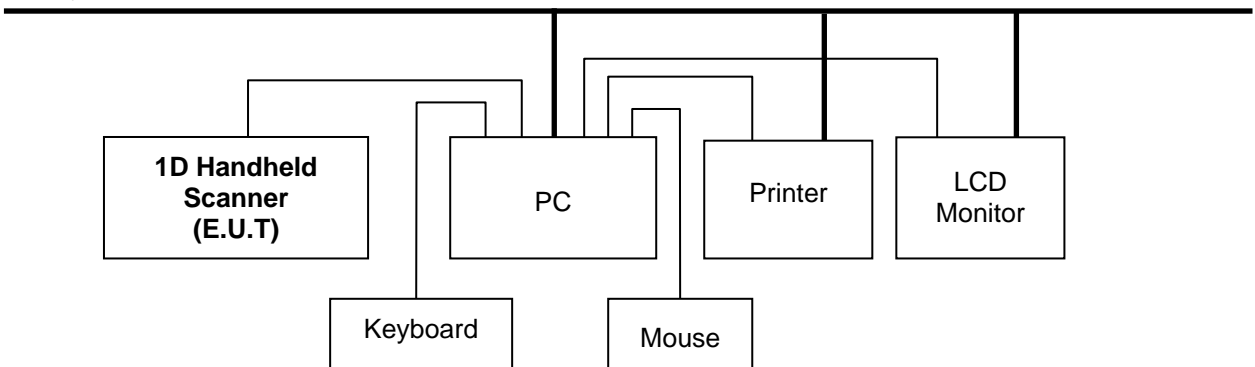 1D Handheld
Scanner
(E.U.T)
PC
Printer
LCD
Monitor
Keyboard
Mouse